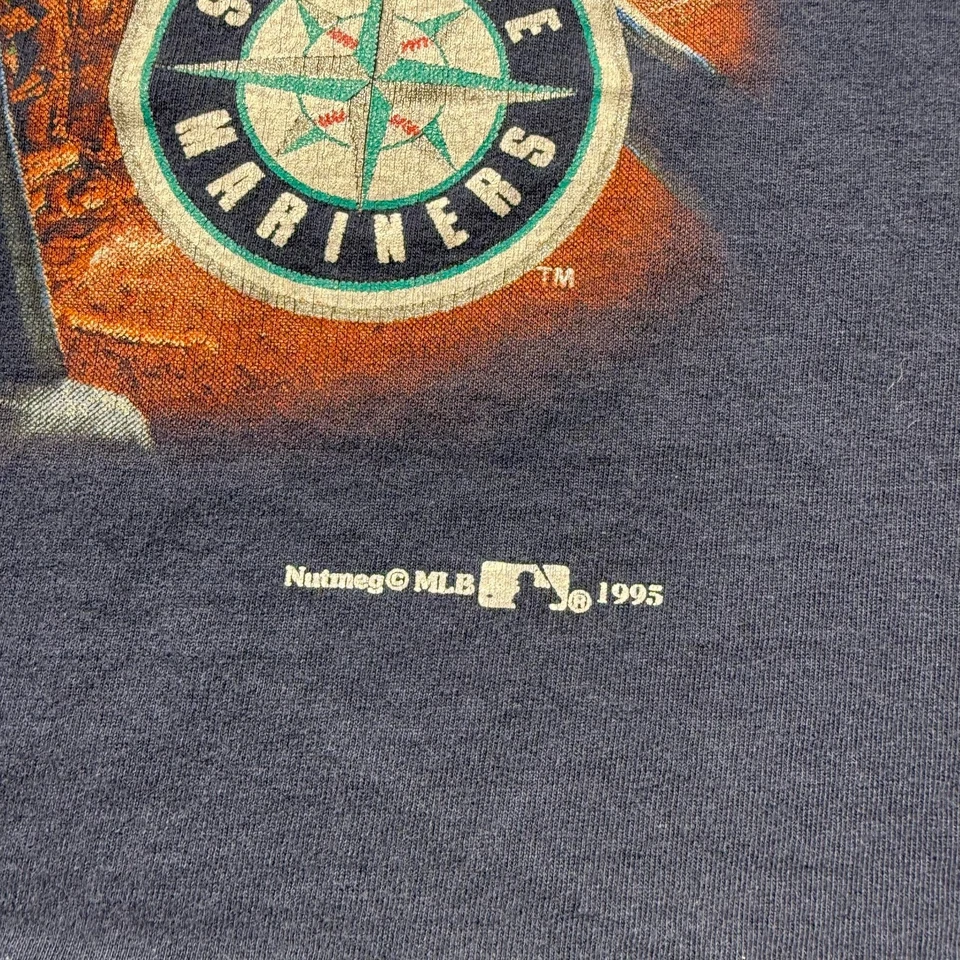 S E
MARINERS
TM
Nutmeg© MLB ® 1995